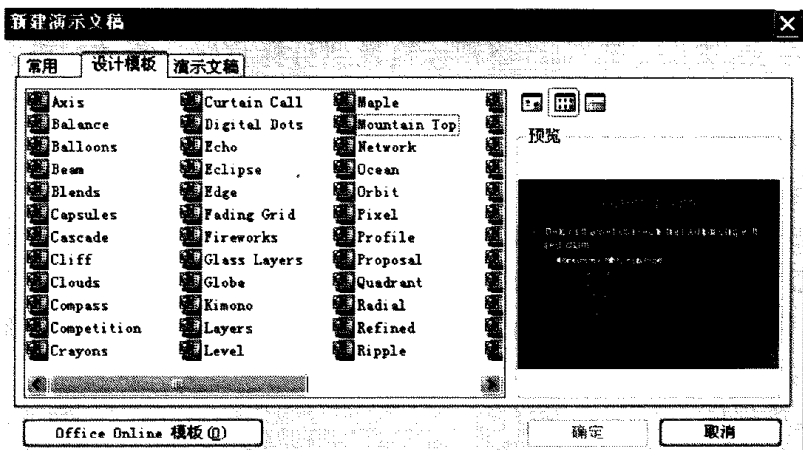 新建演示文稿
常用 设计模板 演示文稿
Axis Curtain Call Maple
Balance Digital Dots Mountain Top
Balloons Echo Network
Beam Eclipse Ocean
Blends Edge Orbit
Capsules Fading Grid Pixel
Cascade Fireworks Profile
Cliff Glass Layers Proposal
Clouds Globe Quadrant
Compass Kimono Radial
Competition Layers Refined
Crayons Level Ripple
预览
Office Online 模板(O)
确定 取消